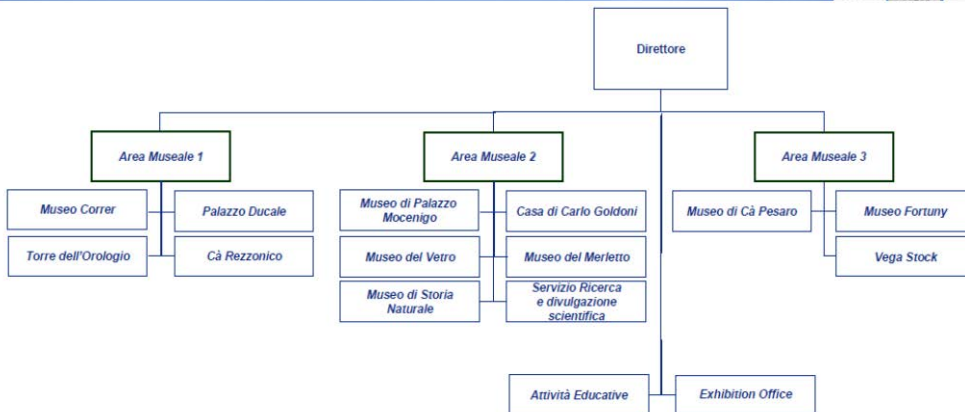 Direttore
Area Museale 1
Area Museale 2
Area Museale 3
Museo Correr
Palazzo Ducale
Museo di Palazzo
Mocenigo
Casa di Carlo Goldoni
Museo di Cà Pesaro
Museo Fortuny
Torre dell'Orologio
Cà Rezzonico
Museo del Vetro
Museo del Merletto
Vega Stock
Museo di Storia
Naturale
Servizio Ricerca
e divulgazione
scientifica
Attività Educative
Exhibition Office